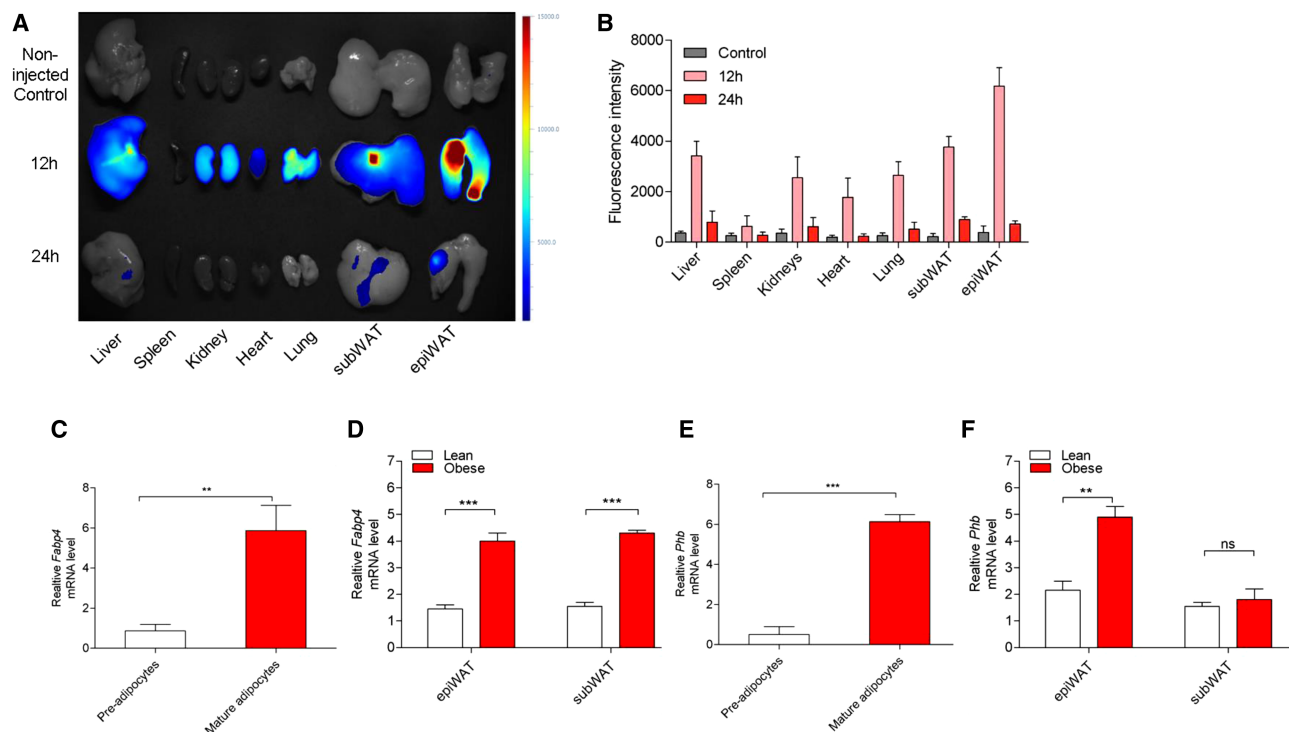 A
Non-
injected
Control
12h
24h
Liver
Spleen
Kidney
Heart
Lung
subWAT
epiWAT
15000.0
10000.0
5000.0
B
Fluorescence intensity
8000
6000
4000
2000
0
Control
12h
24h
Liver
Spleen
Kidneys
Heart
Lung
subWAT
epiWAT
C
Realtive Fabp4
mRNA level
8
6
4
2
0
**
Pre-adipocytes
Mature adipocytes
D
Realtive Fabp4
mRNA level
7
6
5
4
3
2
1
0
Lean
Obese
***
***
epiWAT
subWAT
E
Realtive Phb
mRNA level
8
6
4
2
0
***
Pre-adipocytes
Mature adipocytes
F
Realtive Phb
mRNA level
7
6
5
4
3
2
1
0
Lean
Obese
**
ns
epiWAT
subWAT